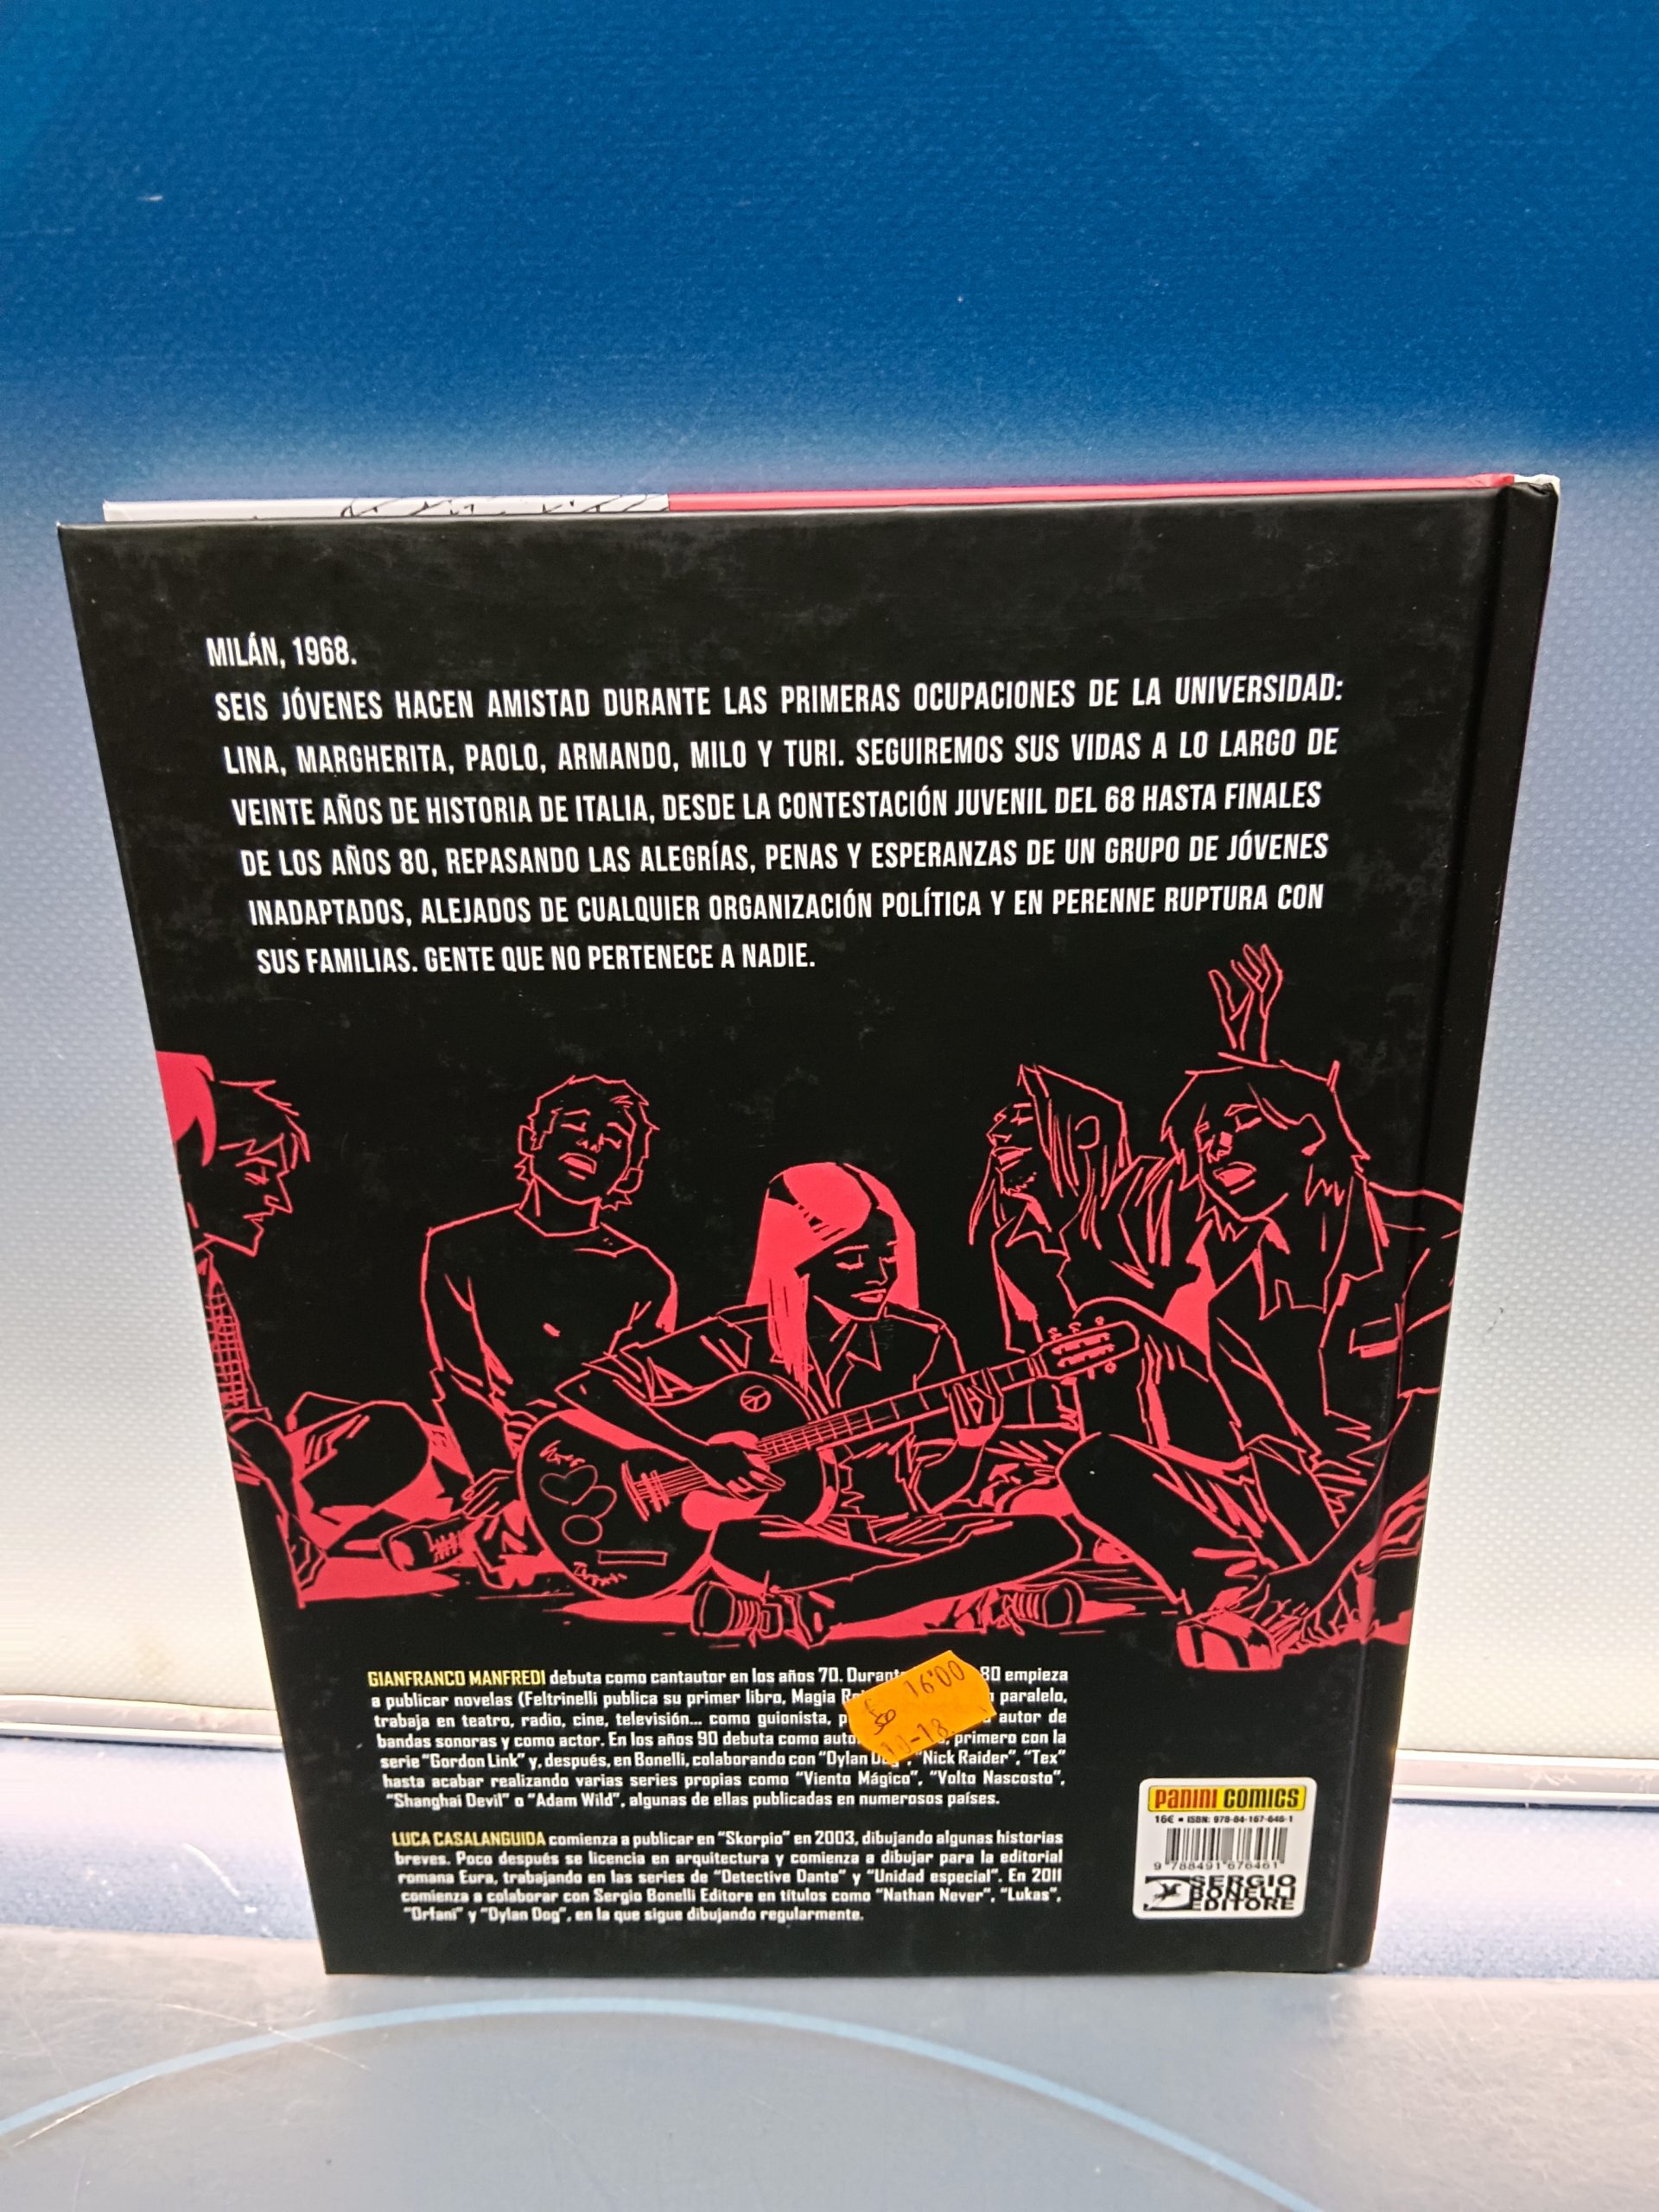 MILÁN, 1968.
SEIS JÓVENES HACEN AMISTAD DURANTE LAS PRIMERAS OCUPACIONES DE LA UNIVERSIDAD:
LINA, MARGHERITA, PAOLO, ARMANDO, MILO Y TURI. SEGUIREMOS SUS VIDAS A LO LARGO DE
VEINTE AÑOS DE HISTORIA DE ITALIA, DESDE LA CONTESTACIÓN JUVENIL DEL 68 HASTA FINALES
DE LOS AÑOS 80, REPASANDO LAS ALEGRÍAS, PENAS Y ESPERANZAS DE UN GRUPO DE JÓVENES
INADAPTADOS, ALEJADOS DE CUALQUIER ORGANIZACIÓN POLÍTICA Y EN PERENNE RUPTURA CON
SUS FAMILIAS. GENTE QUE NO PERTENECE A NADIE.
GIANFRANCO MANFREDI debuta como cantautor en los años 70. 80 empieza
a publicar novelas (Feltrinelli publica su primer libro, Magia paralelo,
trabaja en teatro, radio, cine, televisión... como guionista, autor de
bandas sonoras y como actor. En los años 90 debuta como primero con la
serie "Gordon Link" y, después, en Bonelli, colaborando con "Dylan "Nick Raider", "Tex"
hasta acabar realizando varias series propias como "Viento Mágico", "Volto Nascosto",
"Shanghai Devil" o "Adam Wild", algunas de ellas publicadas en numerosos países.
16'00
50
10-18
LUCA CASALANGUIDA comienza a publicar en "Skorpio" en 2003, dibujando algunas historias
breves. Poco después se licencia en arquitectura y comienza a dibujar para la editorial
romana Eura, trabajando en las series de "Detective Dante" y "Unidad especial". En 2011
comienza a colaborar con Sergio Bonelli Editore en títulos como "Nathan Never", "Lukas",
"Orfani" y "Dylan Dog", en la que sigue dibujando regularmente.
PANINI COMICS
16€ • ISBN:
9 788491 676461
SERGIO
BONELLI
EDITORE